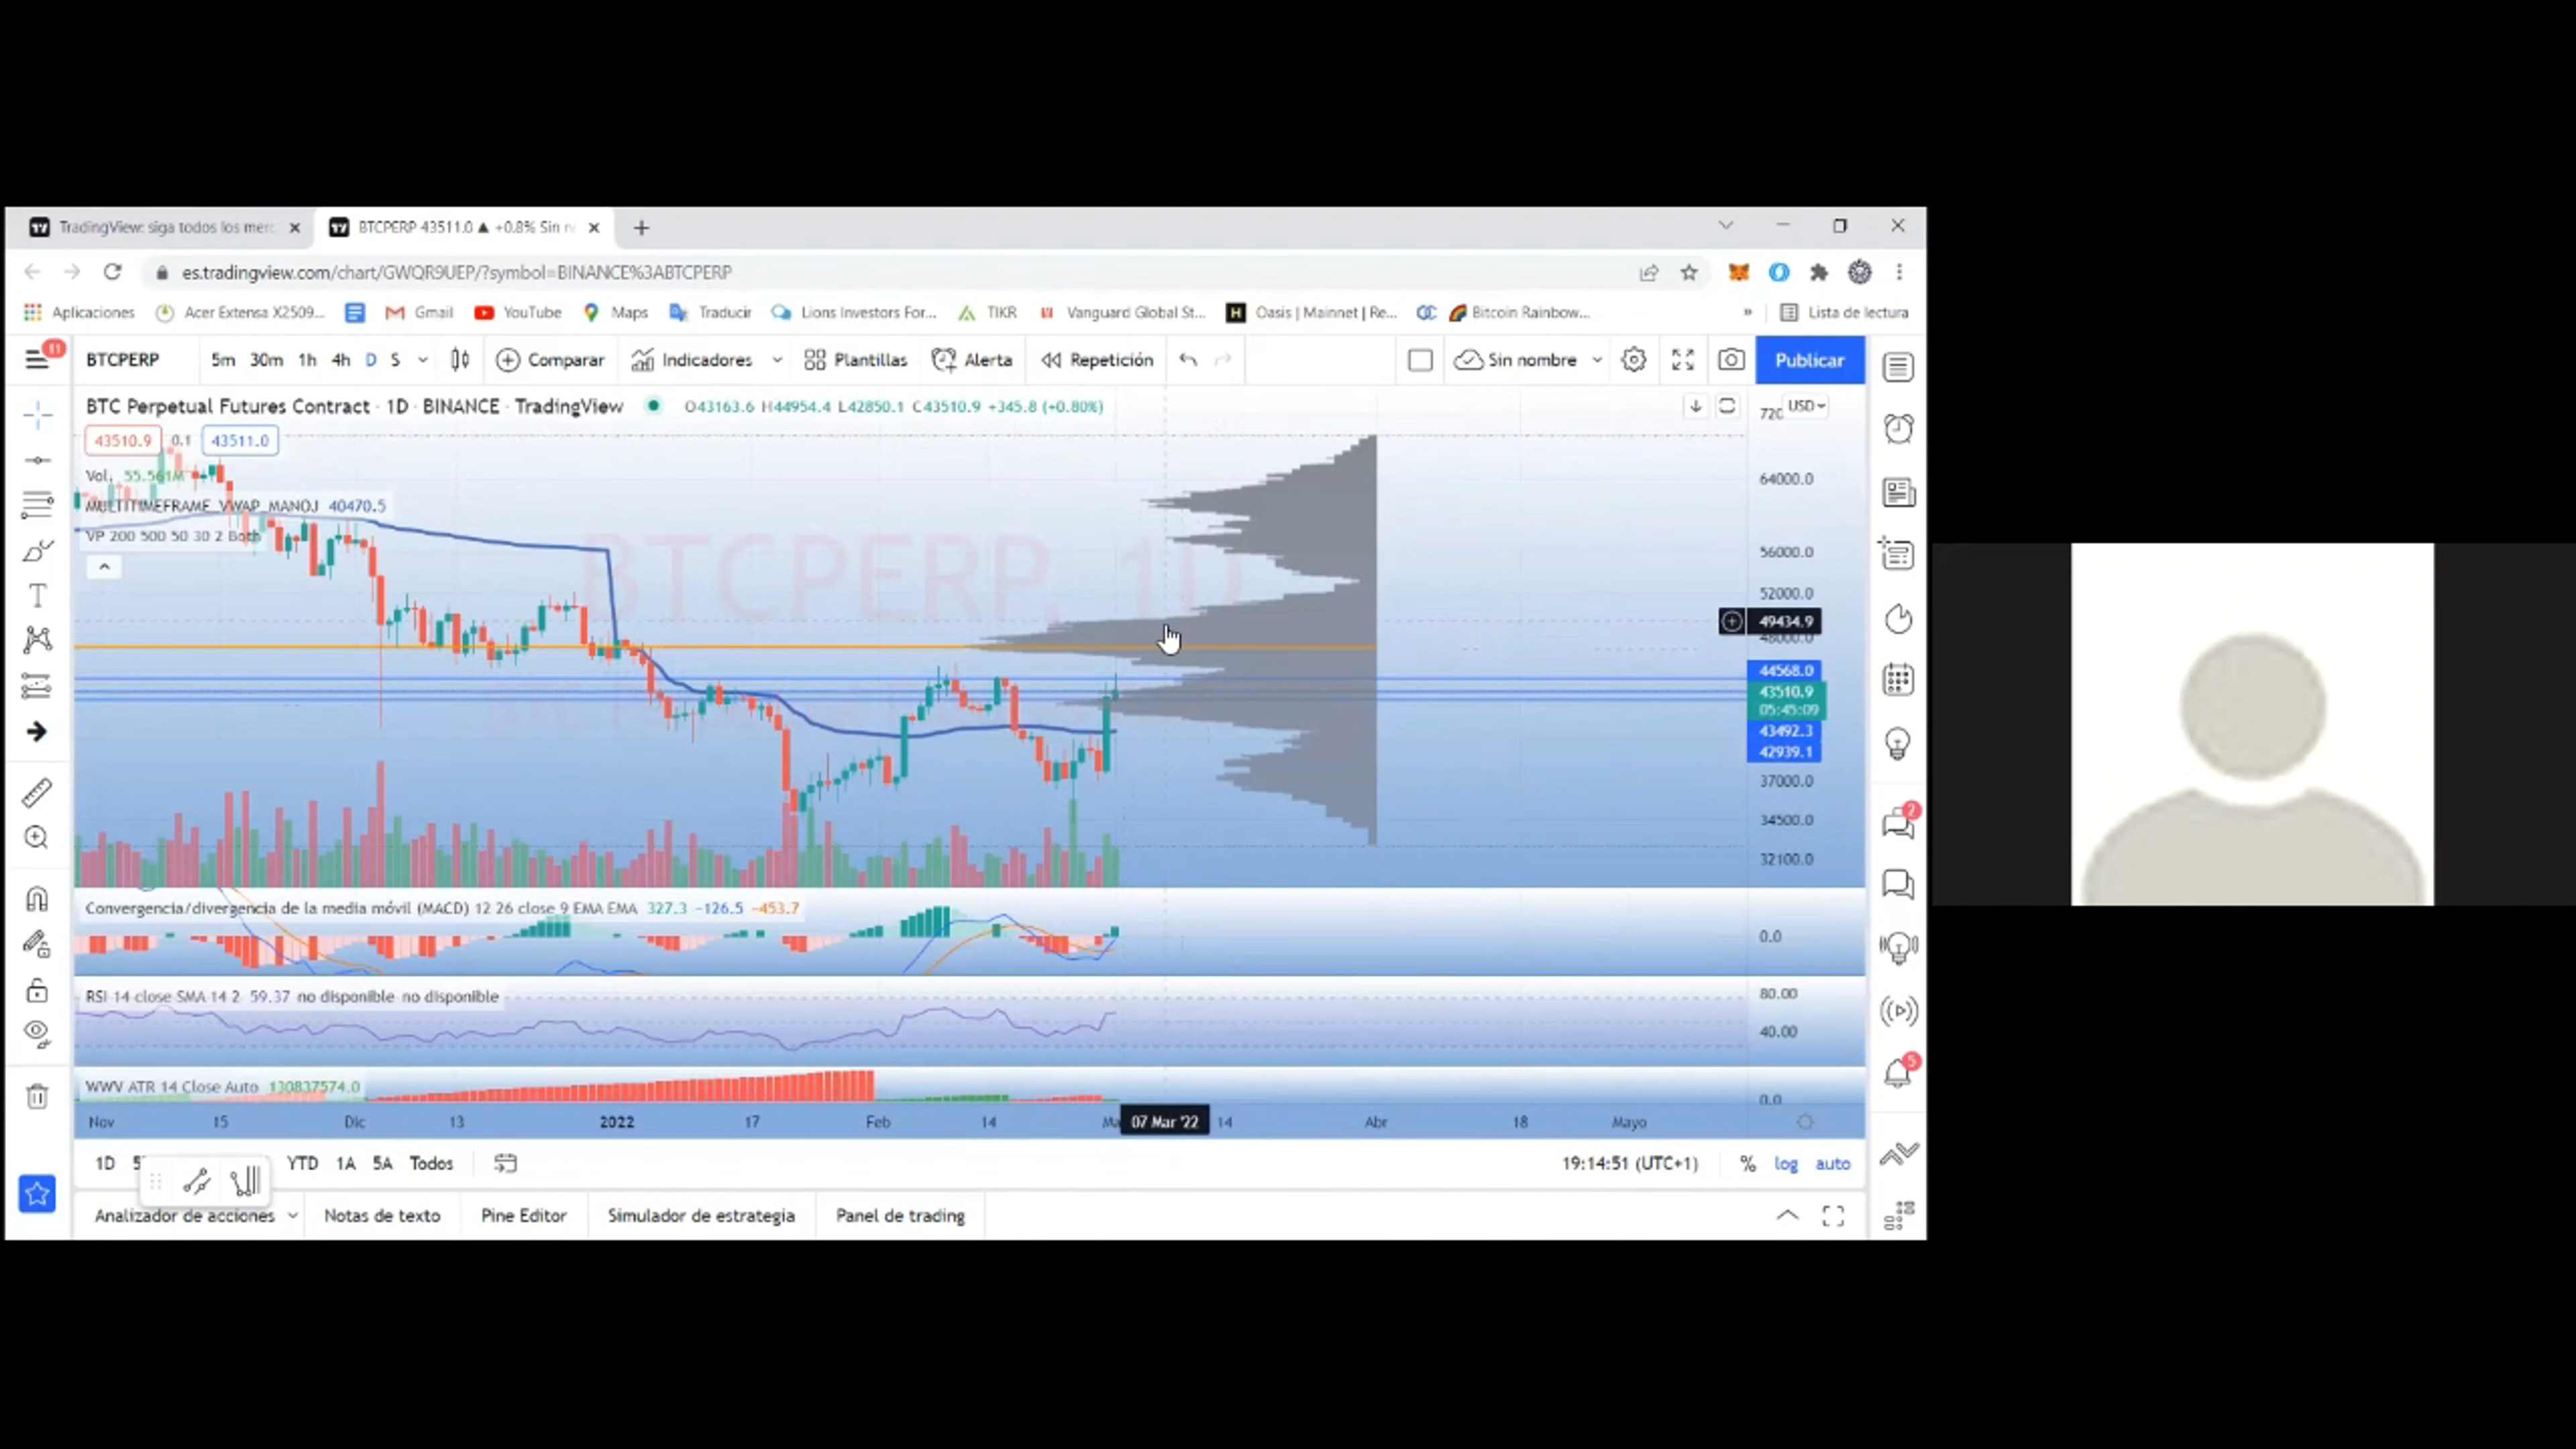 TradingView: siga todos los merc
BTCPERP 43511.0 ▲ +0.8% Sin n
es.tradingview.com/chart/GWQR9UEP/?symbol=BINANCE%3ABTCPERP
Aplicaciones Acer Extensa X2509... Gmail YouTube Maps Traducir Lions Investors For... TIKR Vanguard Global St... Oasis | Mainnet | Re... Bitcoin Rainbow... » Lista de lectura
11 BTCPERP 5m 30m 1h 4h D S Comparar Indicadores Plantillas Alerta Repetición Sin nombre Publicar
BTC Perpetual Futures Contract · 1D · BINANCE · TradingView O43163.6 H44954.4 L42850.1 C43510.9 +345.8 (+0.80%)
USD
43510.9 0.1 43511.0
Vol. 55.561M
MULTITIMEFRAME_VWAP_MANOJ 40470.5
VP 200 500 50 30 2 Both
BTCPERP, 1D
64000.0
56000.0
52000.0
49434.9
48000.0
44568.0
43510.9
05:45:09
43492.3
42939.1
37000.0
34500.0
32100.0
Convergencia/divergencia de la media móvil (MACD) 12 26 close 9 EMA EMA 327.3 −126.5 −453.7
0.0
RSI 14 close SMA 14 2 59.37 no disponible no disponible
80.00
40.00
WWV ATR 14 Close Auto 130837574.0
0.0
Nov 15 Dic 13 2022 17 Feb 14 07 Mar '22 14 Abr 18 Mayo
1D YTD 1A 5A Todos 19:14:51 (UTC+1) % log auto
Analizador de acciones Notas de texto Pine Editor Simulador de estrategia Panel de trading
2
5